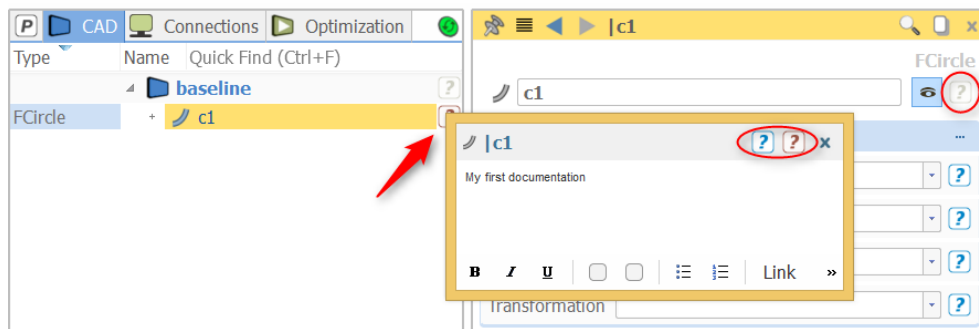 P CAD Connections Optimization
Type Name Quick Find (Ctrl+F)
baseline ?
FCircle c1
|c1
FCircle
c1 ?
...
|c1 ? ?  x
My first documentation
B I U Link »
?
?
?
Transformation ?